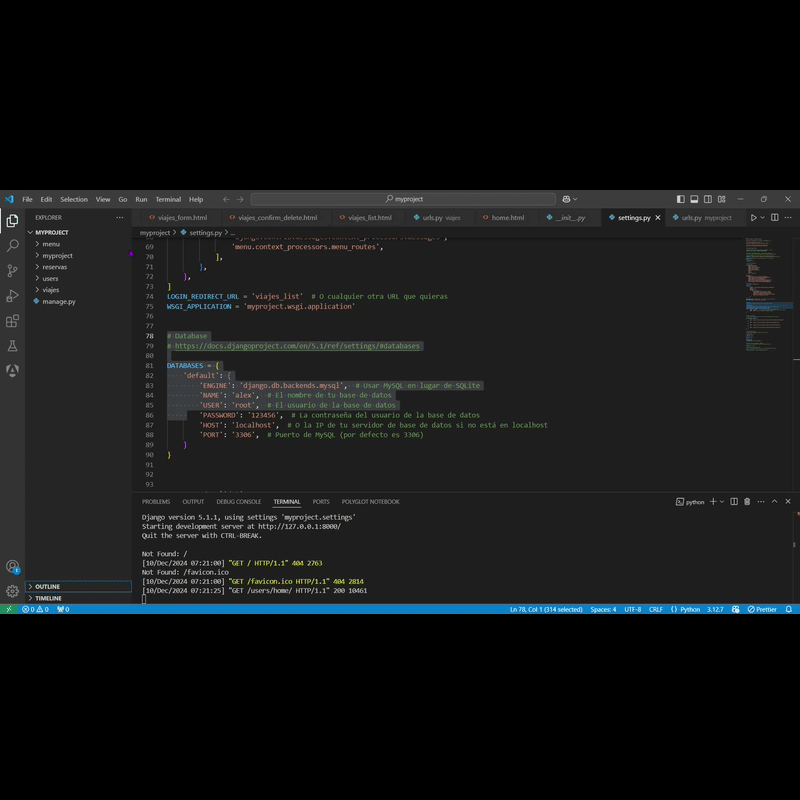 File Edit Selection View Go Run Terminal Help
myproject
EXPLORER
viajes_form.html
viajes_confirm_delete.html
viajes_list.html
urls.py viajes
home.html
__init__.py
settings.py
urls.py myproject
MYPROJECT
menu
myproject
reservas
users
viajes
manage.py
OUTLINE
TIMELINE
myproject > settings.py > ...
69 'menu.context_processors.menu_routes',
70 ],
71 },
72 },
73 ]
74 LOGIN_REDIRECT_URL = 'viajes_list' # O cualquier otra URL que quieras
75 WSGI_APPLICATION = 'myproject.wsgi.application'
76
77
78 # Database
79 # https://docs.djangoproject.com/en/5.1/ref/settings/#databases
80
81 DATABASES = {
82 'default': {
83 'ENGINE': 'django.db.backends.mysql', # Usar MySQL en lugar de SQLite
84 'NAME': 'alex', # El nombre de tu base de datos
85 'USER': 'root', # El usuario de la base de datos
86 'PASSWORD': '123456', # La contraseña del usuario de la base de datos
87 'HOST': 'localhost', # O la IP de tu servidor de base de datos si no está en localhost
88 'PORT': '3306', # Puerto de MySQL (por defecto es 3306)
89 }
90 }
91
92
93
PROBLEMS OUTPUT DEBUG CONSOLE TERMINAL PORTS POLYGLOT NOTEBOOK
python
Django version 5.1.1, using settings 'myproject.settings'
Starting development server at http://127.0.0.1:8000/
Quit the server with CTRL-BREAK.
Not Found: /
[10/Dec/2024 07:21:00] "GET / HTTP/1.1" 404 2763
Not Found: /favicon.ico
[10/Dec/2024 07:21:00] "GET /favicon.ico HTTP/1.1" 404 2814
[10/Dec/2024 07:21:25] "GET /users/home/ HTTP/1.1" 200 10461
0 0 0 Ln 78, Col 1 (314 selected) Spaces: 4 UTF-8 CRLF Python 3.12.7 Prettier